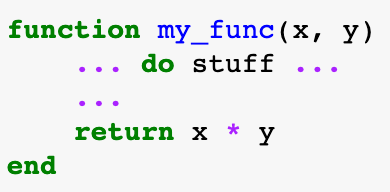 function my_func(x, y)
    ... do stuff ...
    ...
    return x * y
end